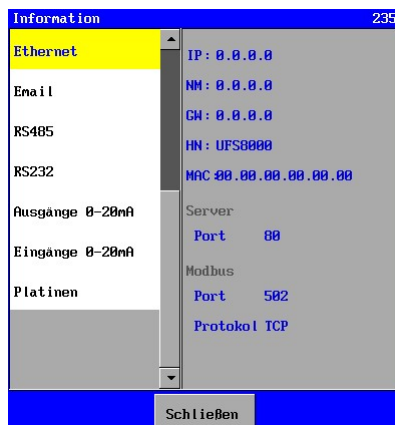 Information 235
Ethernet
Email
RS485
RS232
Ausgänge 0-20mA
Eingänge 0-20mA
Platinen
IP: 0.0.0.0
NM: 0.0.0.0
GW: 0.0.0.0
HN: UFS8000
MAC:00.00.00.00.00.00
Server
Port 80
Modbus
Port 502
Protokol TCP
Schließen